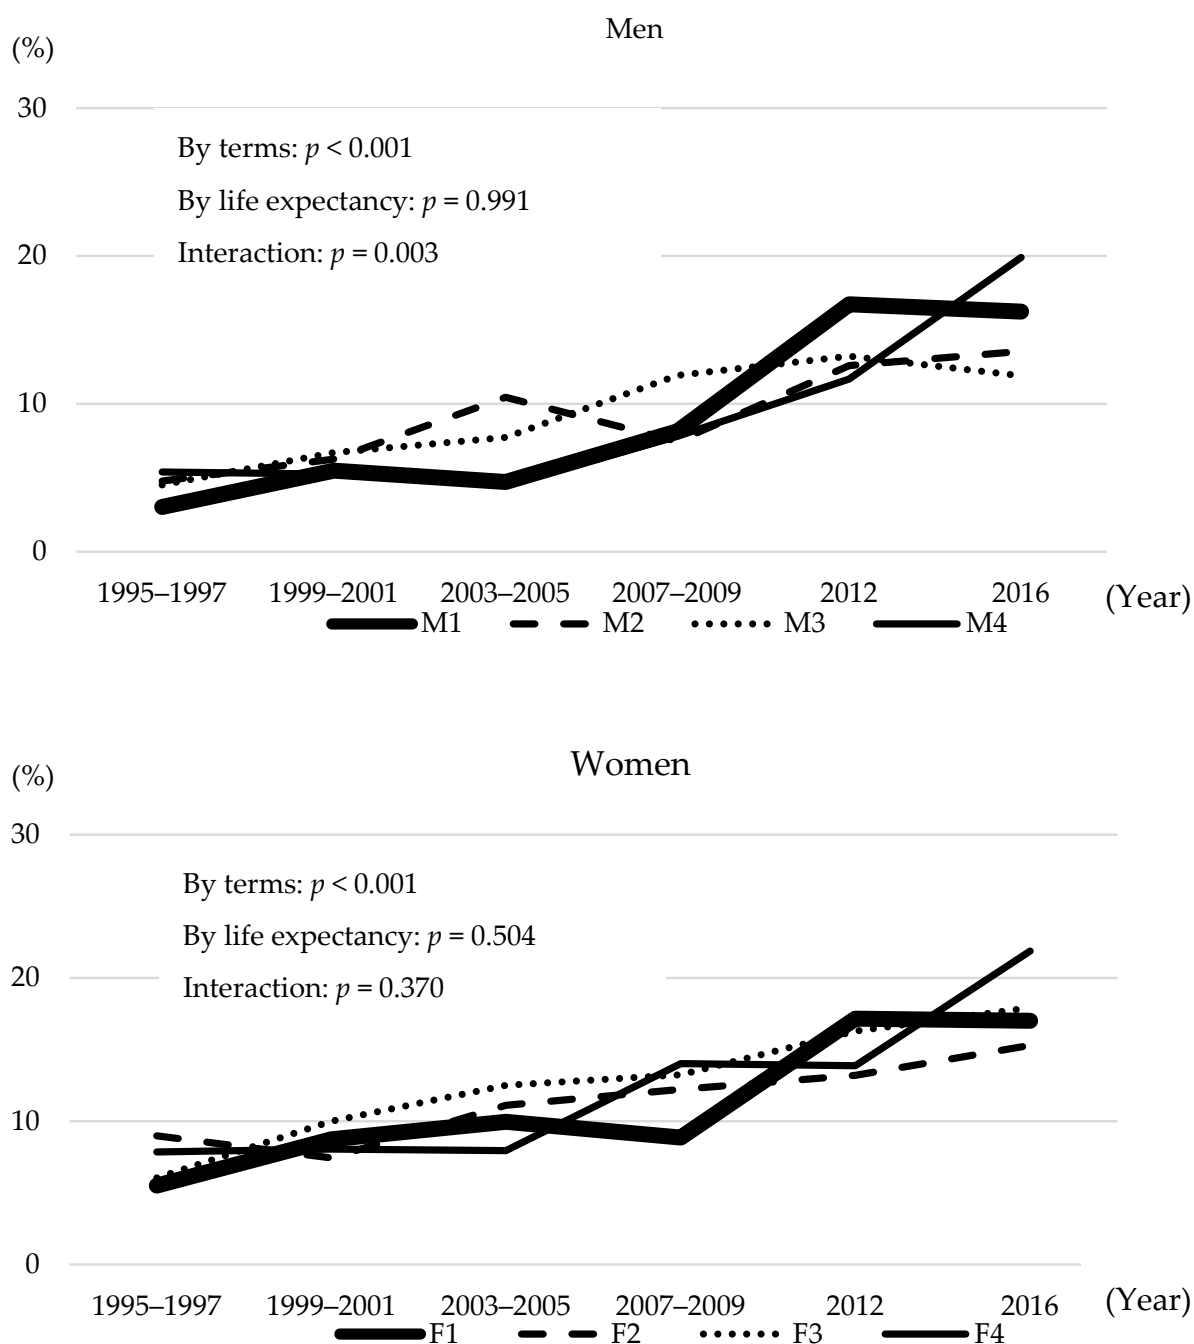 Men
(%)
30
By terms: p < 0.001
By life expectancy: p = 0.991
20
Interaction: p = 0.003
10
0
1995–1997 1999–2001 2003–2005 2007–2009 2012 2016 (Year)
M1 M2 M3 M4
Women
(%)
30
By terms: p < 0.001
By life expectancy: p = 0.504
20
Interaction: p = 0.370
10
0
1995–1997 1999–2001 2003–2005 2007–2009 2012 2016 (Year)
F1 F2 F3 F4